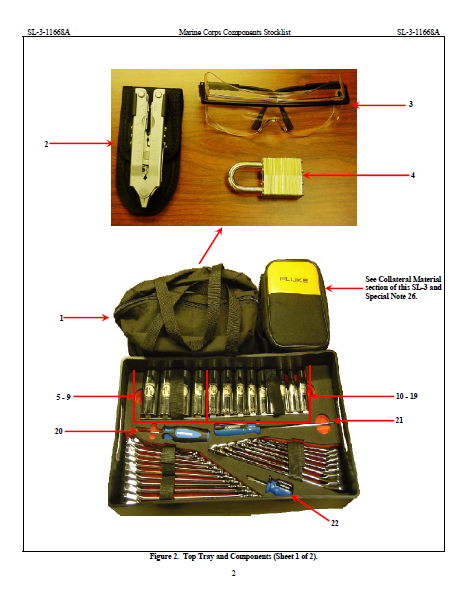 SL-3-11668A Marine Corps Components Stocklist SL-3-11668A
3
2
4
FLUKE
See Collateral Material
section of this SL-3 and
Special Note 26.
1
5 - 9
10 - 19
21
20
22
Figure 2. Top Tray and Components (Sheet 1 of 2).
2